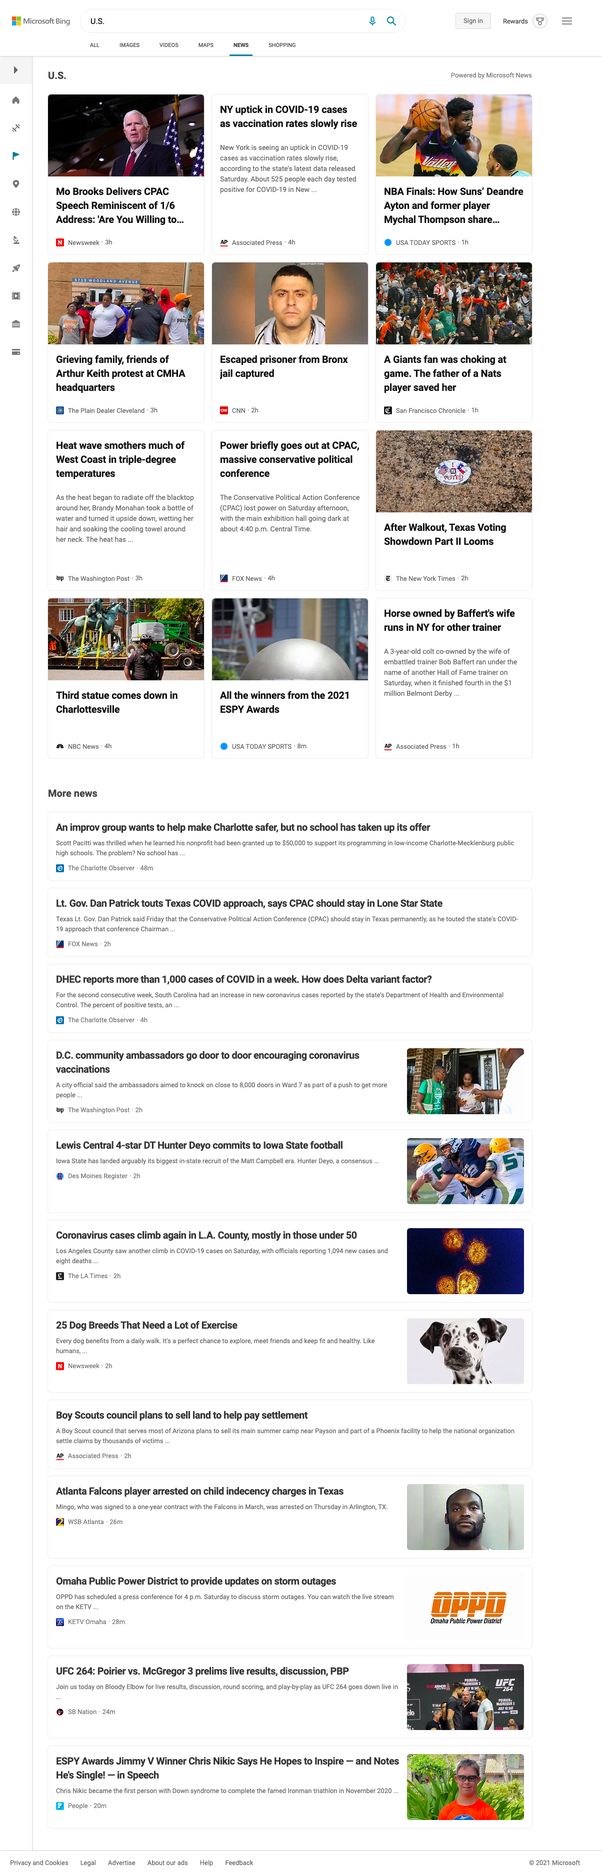 Microsoft Bing
U.S.
Sign in
Rewards
ALL
IMAGES
VIDEOS
MAPS
NEWS
SHOPPING
U.S.
Powered by Microsoft News
Mo Brooks Delivers CPAC
Speech Reminiscent of 1/6
Address: 'Are You Willing to...
Newsweek · 3h
NY uptick in COVID-19 cases
as vaccination rates slowly rise
New York is seeing an uptick in COVID-19
cases as vaccination rates slowly rise,
according to the state's latest data released
Saturday. About 525 people each day tested
positive for COVID-19 in New ...
AP Associated Press · 4h
Valley
NBA Finals: How Suns' Deandre
Ayton and former player
Mychal Thompson share...
USA TODAY SPORTS · 1h
Grieving family, friends of
Arthur Keith protest at CMHA
headquarters
The Plain Dealer Cleveland · 3h
Escaped prisoner from Bronx
jail captured
CNN · 2h
A Giants fan was choking at
game. The father of a Nats
player saved her
San Francisco Chronicle · 1h
Heat wave smothers much of
West Coast in triple-degree
temperatures
As the heat began to radiate off the blacktop
around her, Brandy Monahan took a bottle of
water and turned it upside down, wetting her
hair and soaking the cooling towel around
her neck. The heat has ...
wp The Washington Post · 3h
Power briefly goes out at CPAC,
massive conservative political
conference
The Conservative Political Action Conference
(CPAC) lost power on Saturday afternoon,
with the main exhibition hall going dark at
about 4:40 p.m. Central Time.
FOX News · 4h
VOTED
After Walkout, Texas Voting
Showdown Part II Looms
The New York Times · 2h
Third statue comes down in
Charlottesville
NBC News · 4h
All the winners from the 2021
ESPY Awards
USA TODAY SPORTS · 8m
Horse owned by Baffert's wife
runs in NY for other trainer
A 3-year-old colt co-owned by the wife of
embattled trainer Bob Baffert ran under the
name of another Hall of Fame trainer on
Saturday, when it finished fourth in the $1
million Belmont Derby ...
AP Associated Press · 1h
More news
An improv group wants to help make Charlotte safer, but no school has taken up its offer
Scott Pacitti was thrilled when he learned his nonprofit had been granted up to $50,000 to support its programming in low-income Charlotte-Mecklenburg public
high schools. The problem? No school has ...
The Charlotte Observer · 48m
Lt. Gov. Dan Patrick touts Texas COVID approach, says CPAC should stay in Lone Star State
Texas Lt. Gov. Dan Patrick said Friday that the Conservative Political Action Conference (CPAC) should stay in Texas permanently, as he touted the state's COVID-
19 approach that conference Chairman ...
FOX News · 2h
DHEC reports more than 1,000 cases of COVID in a week. How does Delta variant factor?
For the second consecutive week, South Carolina had an increase in new coronavirus cases reported by the state's Department of Health and Environmental
Control. The percent of positive tests, an ...
The Charlotte Observer · 4h
D.C. community ambassadors go door to door encouraging coronavirus
vaccinations
A city official said the ambassadors aimed to knock on close to 8,000 doors in Ward 7 as part of a push to get more
people ...
wp The Washington Post · 2h
Lewis Central 4-star DT Hunter Deyo commits to Iowa State football
Iowa State has landed arguably its biggest in-state recruit of the Matt Campbell era. Hunter Deyo, a consensus ...
Des Moines Register · 2h
Coronavirus cases climb again in L.A. County, mostly in those under 50
Los Angeles County saw another climb in COVID-19 cases on Saturday, with officials reporting 1,094 new cases and
eight deaths ...
The LA Times · 2h
25 Dog Breeds That Need a Lot of Exercise
Every dog benefits from a daily walk. It's a perfect chance to explore, meet friends and keep fit and healthy. Like
humans, ...
Newsweek · 2h
Boy Scouts council plans to sell land to help pay settlement
A Boy Scout council that serves most of Arizona plans to sell its main summer camp near Payson and part of a Phoenix facility to help the national organization
settle claims by thousands of victims ...
AP Associated Press · 2h
Atlanta Falcons player arrested on child indecency charges in Texas
Mingo, who was signed to a one-year contract with the Falcons in March, was arrested on Thursday in Arlington, TX.
WSB Atlanta · 26m
Omaha Public Power District to provide updates on storm outages
OPPD has scheduled a press conference for 4 p.m. Saturday to discuss storm outages. You can watch the live stream
on the KETV ...
KETV Omaha · 28m
OPPD
Omaha Public Power District
UFC 264: Poirier vs. McGregor 3 prelims live results, discussion, PBP
Join us today on Bloody Elbow for live results, discussion, round scoring, and play-by-play as UFC 264 goes down live in
...
SB Nation · 24m
UFC
264
ESPY Awards Jimmy V Winner Chris Nikic Says He Hopes to Inspire — and Notes
He's Single! — in Speech
Chris Nikic became the first person with Down syndrome to complete the famed Ironman triathlon in November 2020 ...
People · 20m
Privacy and Cookies
Legal
Advertise
About our ads
Help
Feedback
© 2021 Microsoft